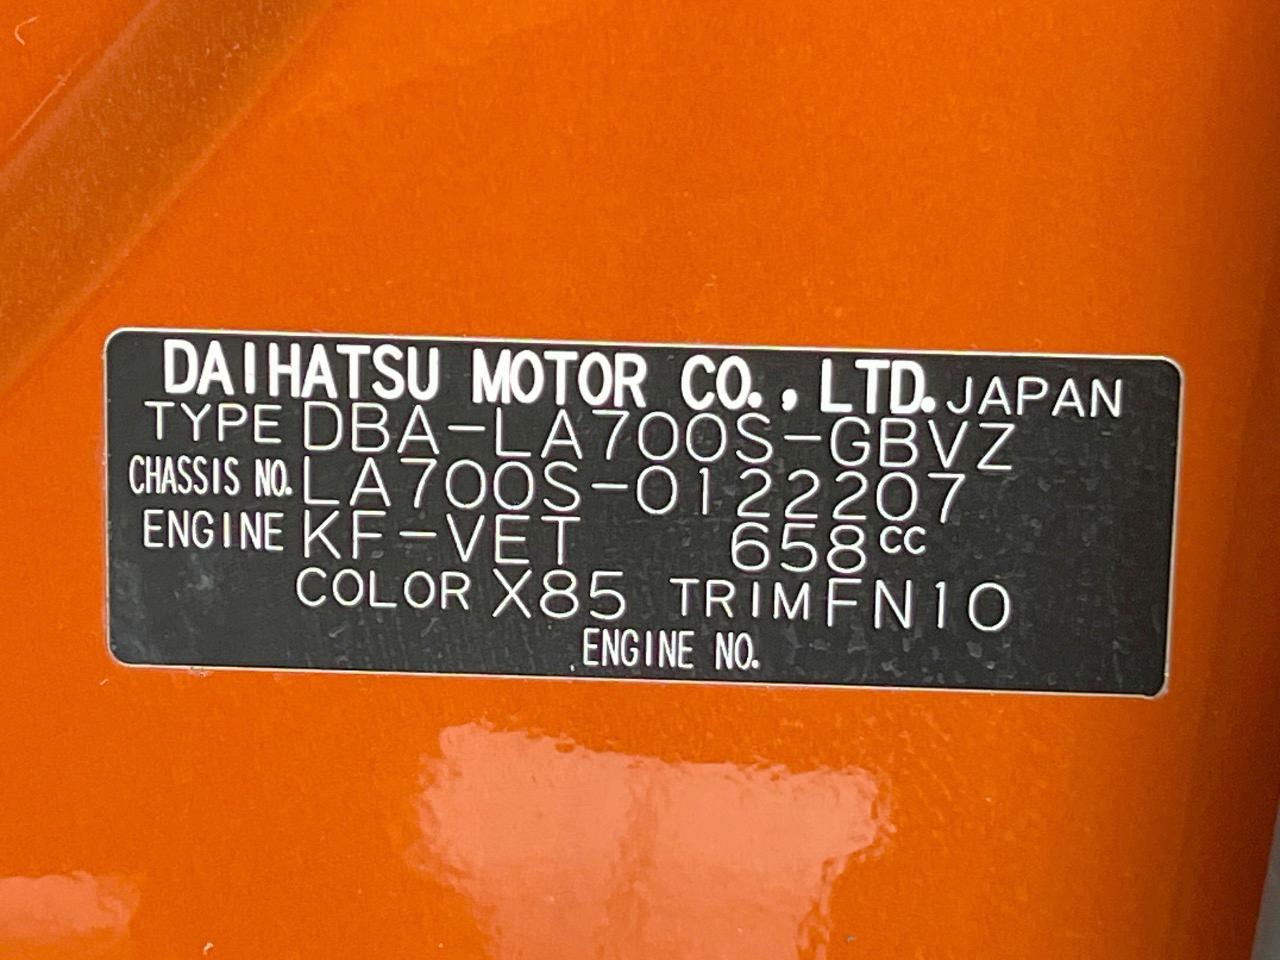 DAIHATSU MOTOR CO., LTD. JAPAN
TYPE DBA-LA700S-GBVZ
CHASSIS NO. LA700S-0122207
ENGINE KF-VET 658cc
COLOR X85 TRIM FN10
ENGINE NO.